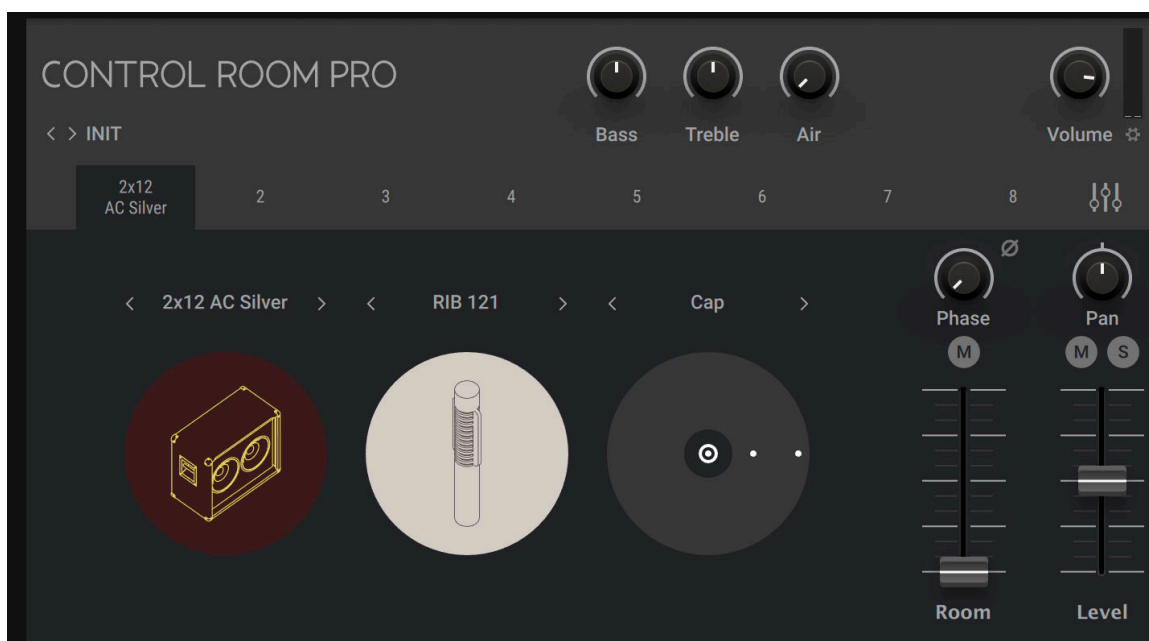 CONTROL ROOM PRO
< > INIT
Bass Treble Air Volume
2x12
AC Silver
2 3 4 5 6 7 8
< 2x12 AC Silver > < RIB 121 > < Cap >
Ø
Phase Pan
M M S
Room Level